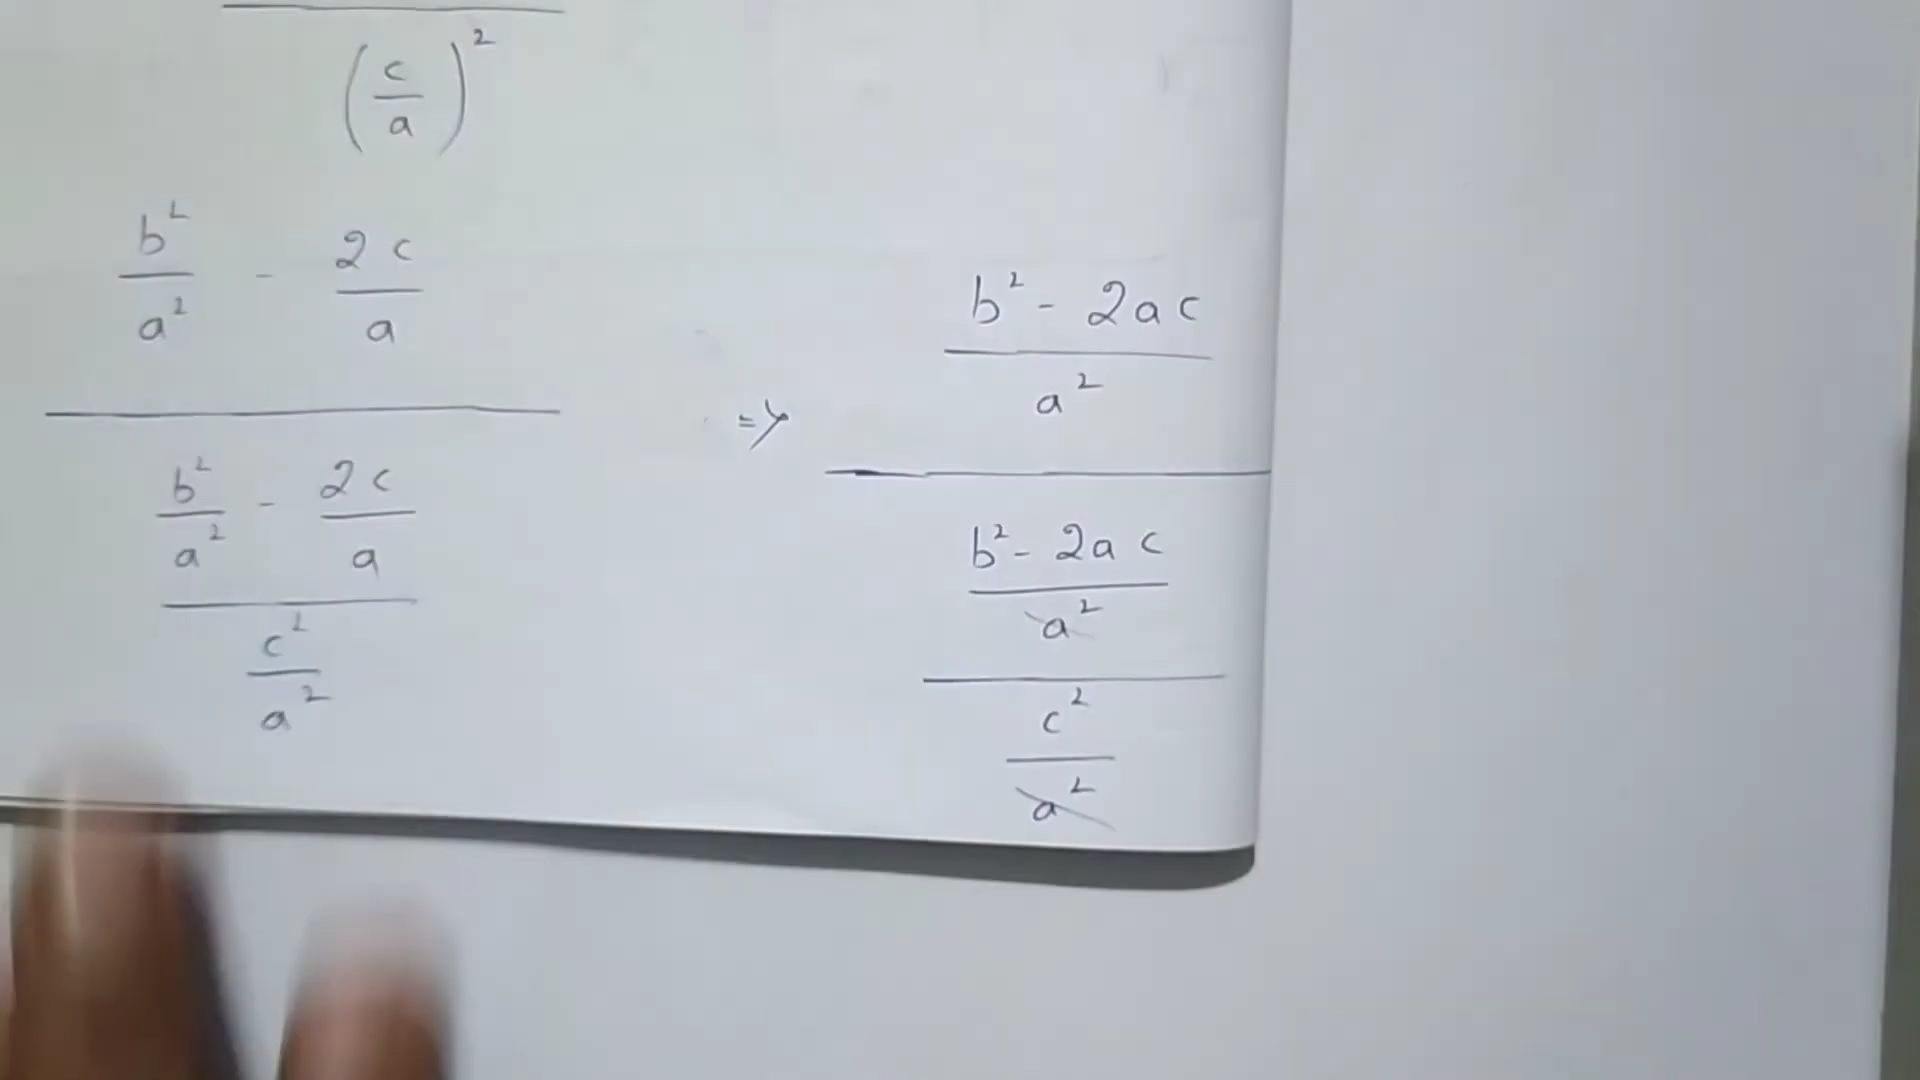 (c/a)²
b²/a² - 2c/a
b²/a² - 2c/a
c²/a²
=>
b² - 2ac
a²
b² - 2ac
a²
c²
a²